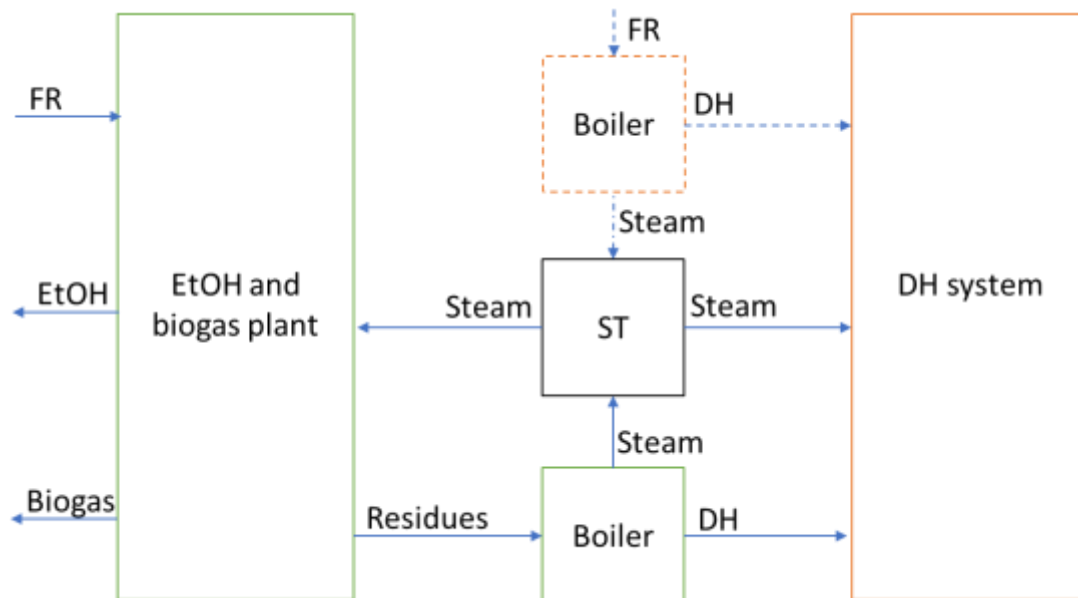 FR
Boiler
DH
FR
Steam
EtOH
EtOH and
biogas plant
Steam
ST
Steam
DH system
Steam
Biogas
Residues
Boiler
DH